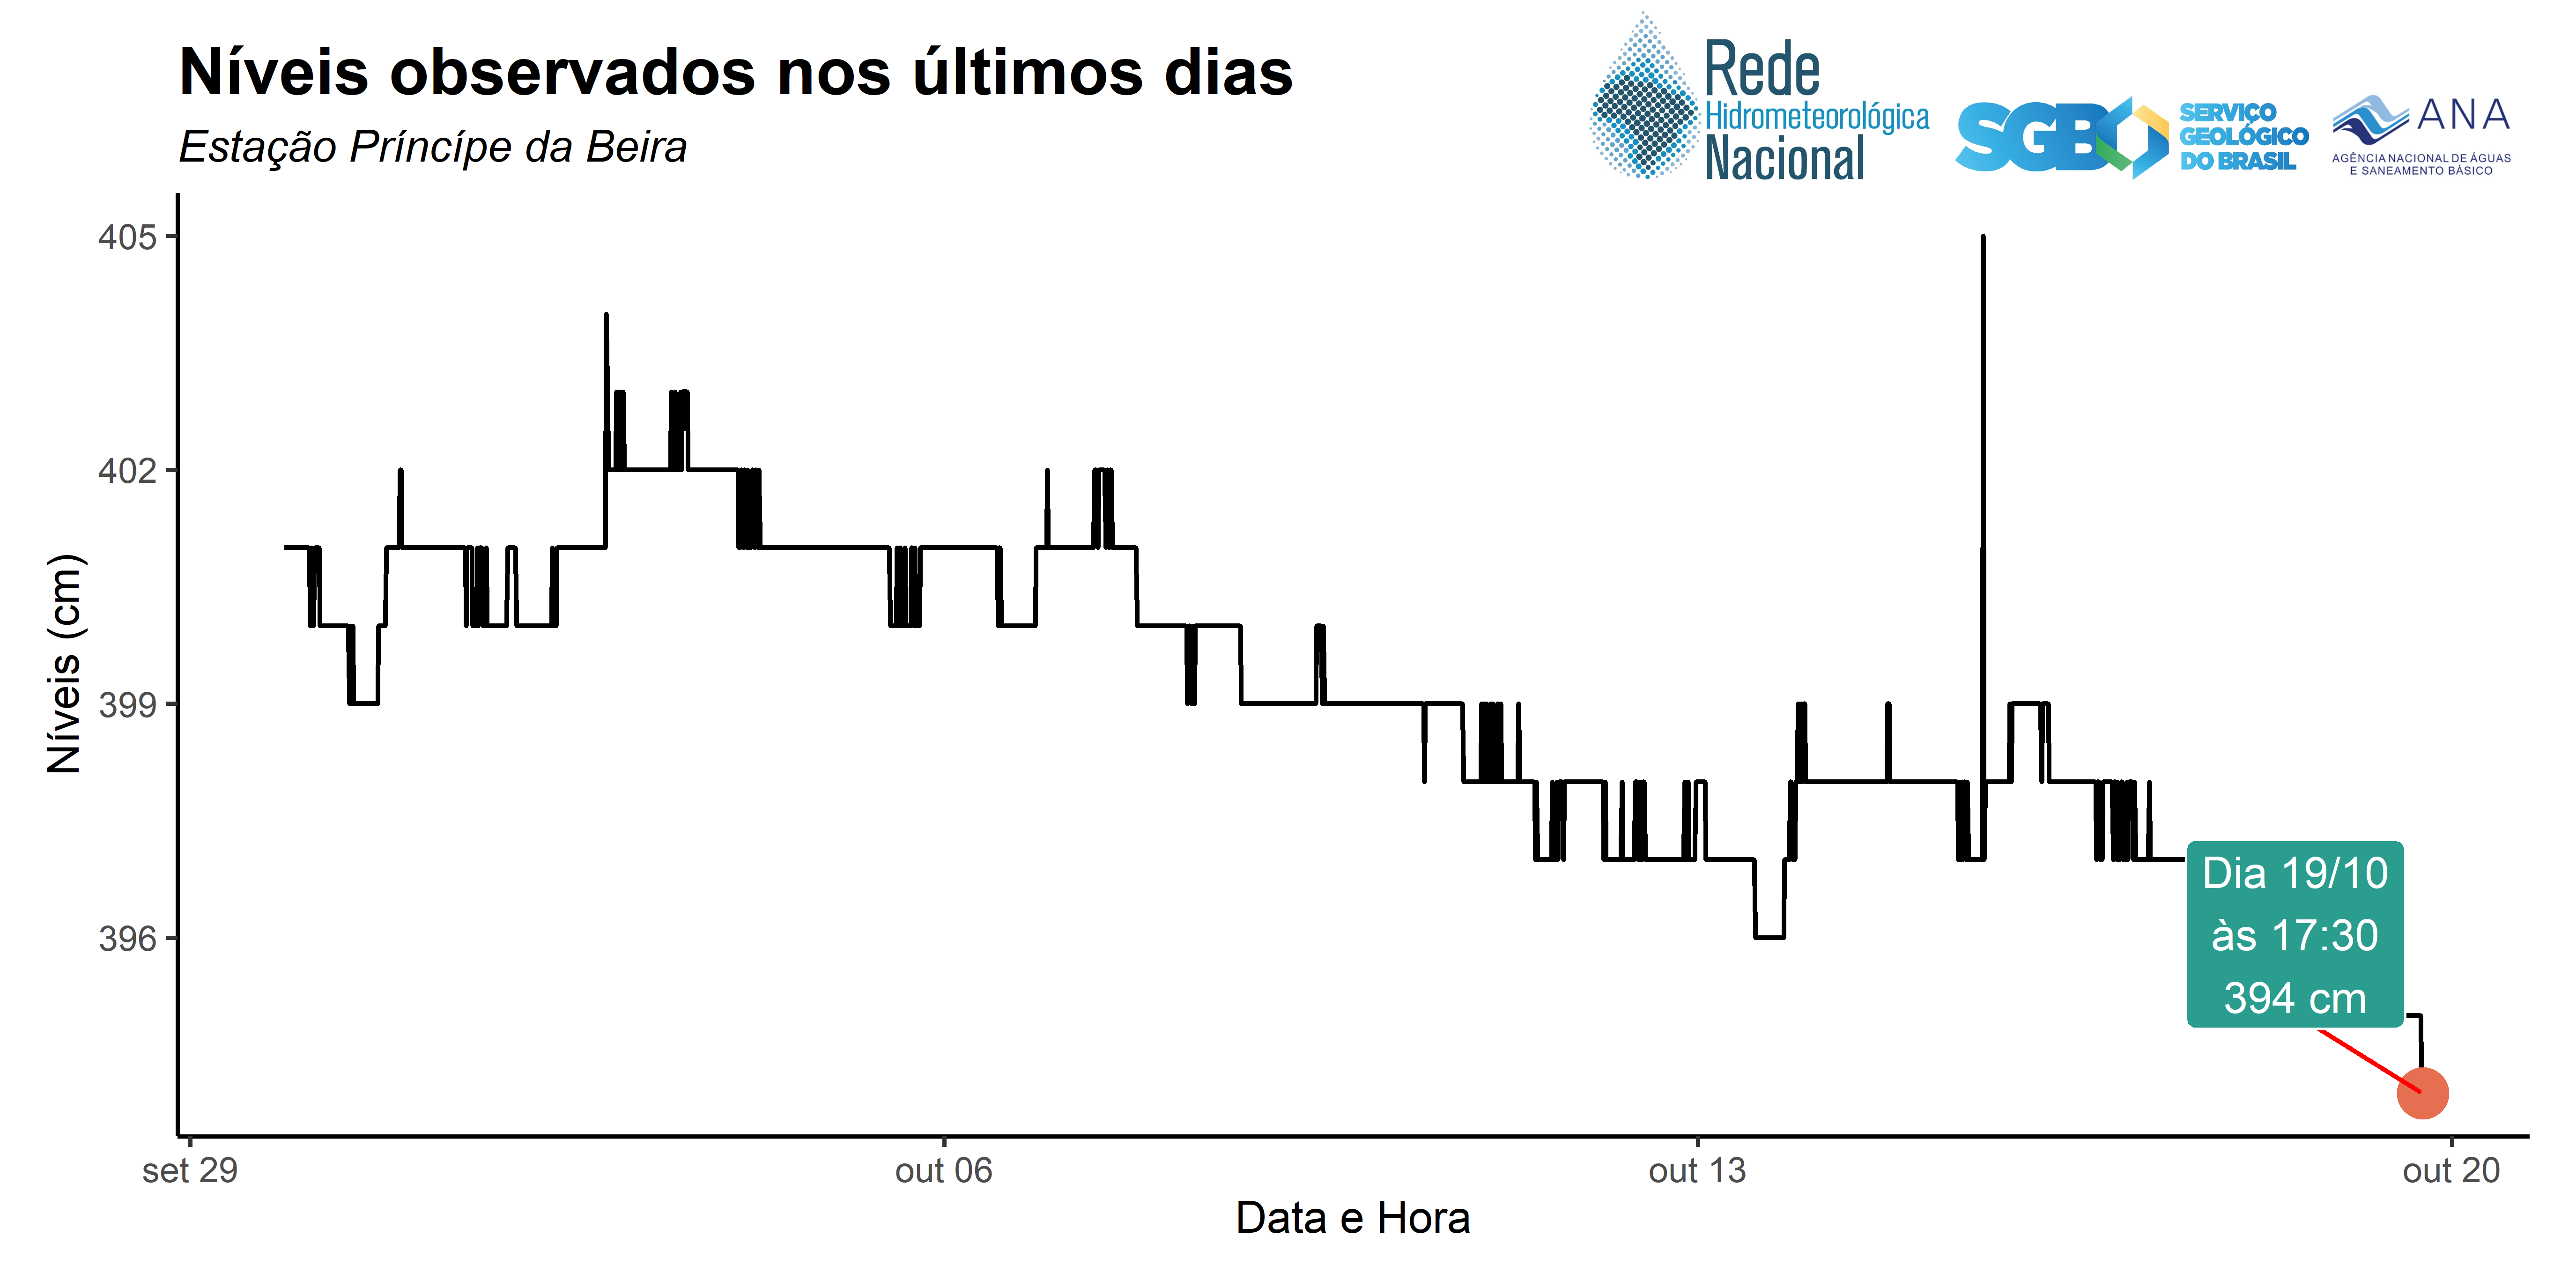 Níveis observados nos últimos dias
Estação Príncípe da Beira
Rede
Hidrometeorológica
Nacional
SGB
SERVIÇO
GEOLÓGICO
DO BRASIL
ANA
AGÊNCIA NACIONAL DE ÁGUAS
E SANEAMENTO BÁSICO
Níveis (cm)
405
402
399
396
Dia 19/10
às 17:30
394 cm
set 29
out 06
out 13
out 20
Data e Hora